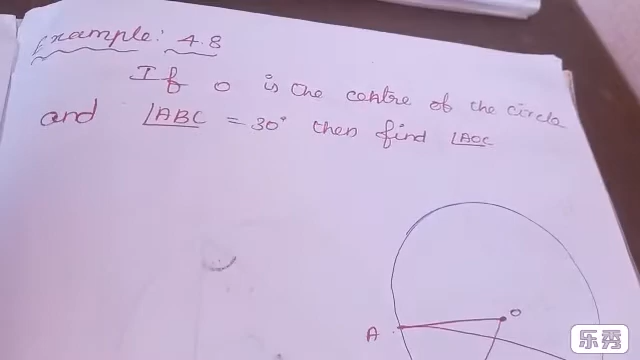 Example: 4.8
If O is the centre of the circle
and ∠ABC = 30° then find ∠AOC
O
A
乐秀